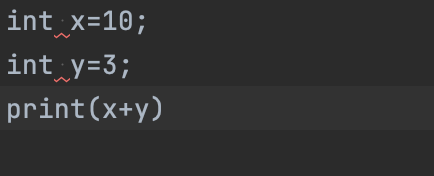 int x=10;
int y=3;
print(x+y)